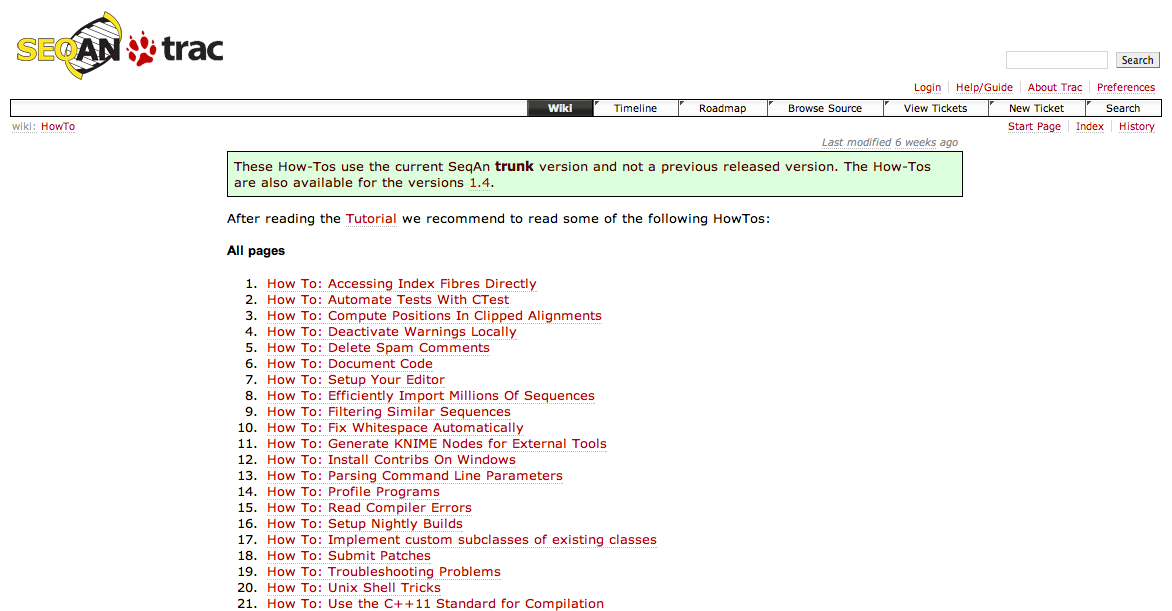 SEQAN trac
Search
Login Help/Guide About Trac Preferences
Wiki Timeline Roadmap Browse Source View Tickets New Ticket Search
wiki: HowTo Start Page Index History
Last modified 6 weeks ago
These How-Tos use the current SeqAn trunk version and not a previous released version. The How-Tos
are also available for the versions 1.4.
After reading the Tutorial we recommend to read some of the following HowTos:
All pages
1. How To: Accessing Index Fibres Directly
2. How To: Automate Tests With CTest
3. How To: Compute Positions In Clipped Alignments
4. How To: Deactivate Warnings Locally
5. How To: Delete Spam Comments
6. How To: Document Code
7. How To: Setup Your Editor
8. How To: Efficiently Import Millions Of Sequences
9. How To: Filtering Similar Sequences
10. How To: Fix Whitespace Automatically
11. How To: Generate KNIME Nodes for External Tools
12. How To: Install Contribs On Windows
13. How To: Parsing Command Line Parameters
14. How To: Profile Programs
15. How To: Read Compiler Errors
16. How To: Setup Nightly Builds
17. How To: Implement custom subclasses of existing classes
18. How To: Submit Patches
19. How To: Troubleshooting Problems
20. How To: Unix Shell Tricks
21. How To: Use the C++11 Standard for Compilation